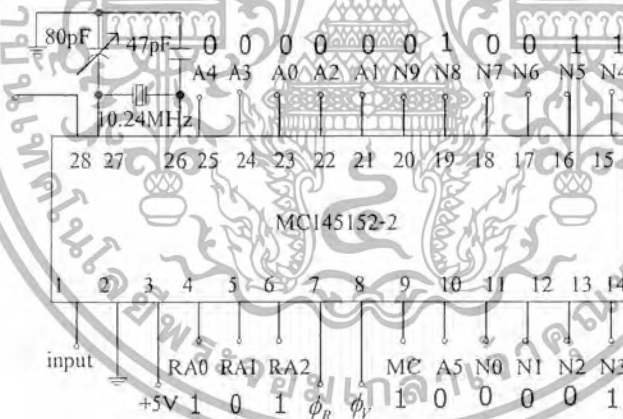 80pF 47pF 0 0 0 0 0 0 1 0 0 1 1
A4 A3 A0 A2 A1 N9 N8 N7 N6 N5 N4
10.24MHz
28 27 26 25 24 23 22 21 20 19 18 17 16 15
MC145152-2
1 2 3 4 5 6 7 8 9 10 11 12 13 14
input RA0 RA1 RA2 MC A5 N0 N1 N2 N3
+5V 1 0 1 ϕR ϕV 1 0 0 0 0 1